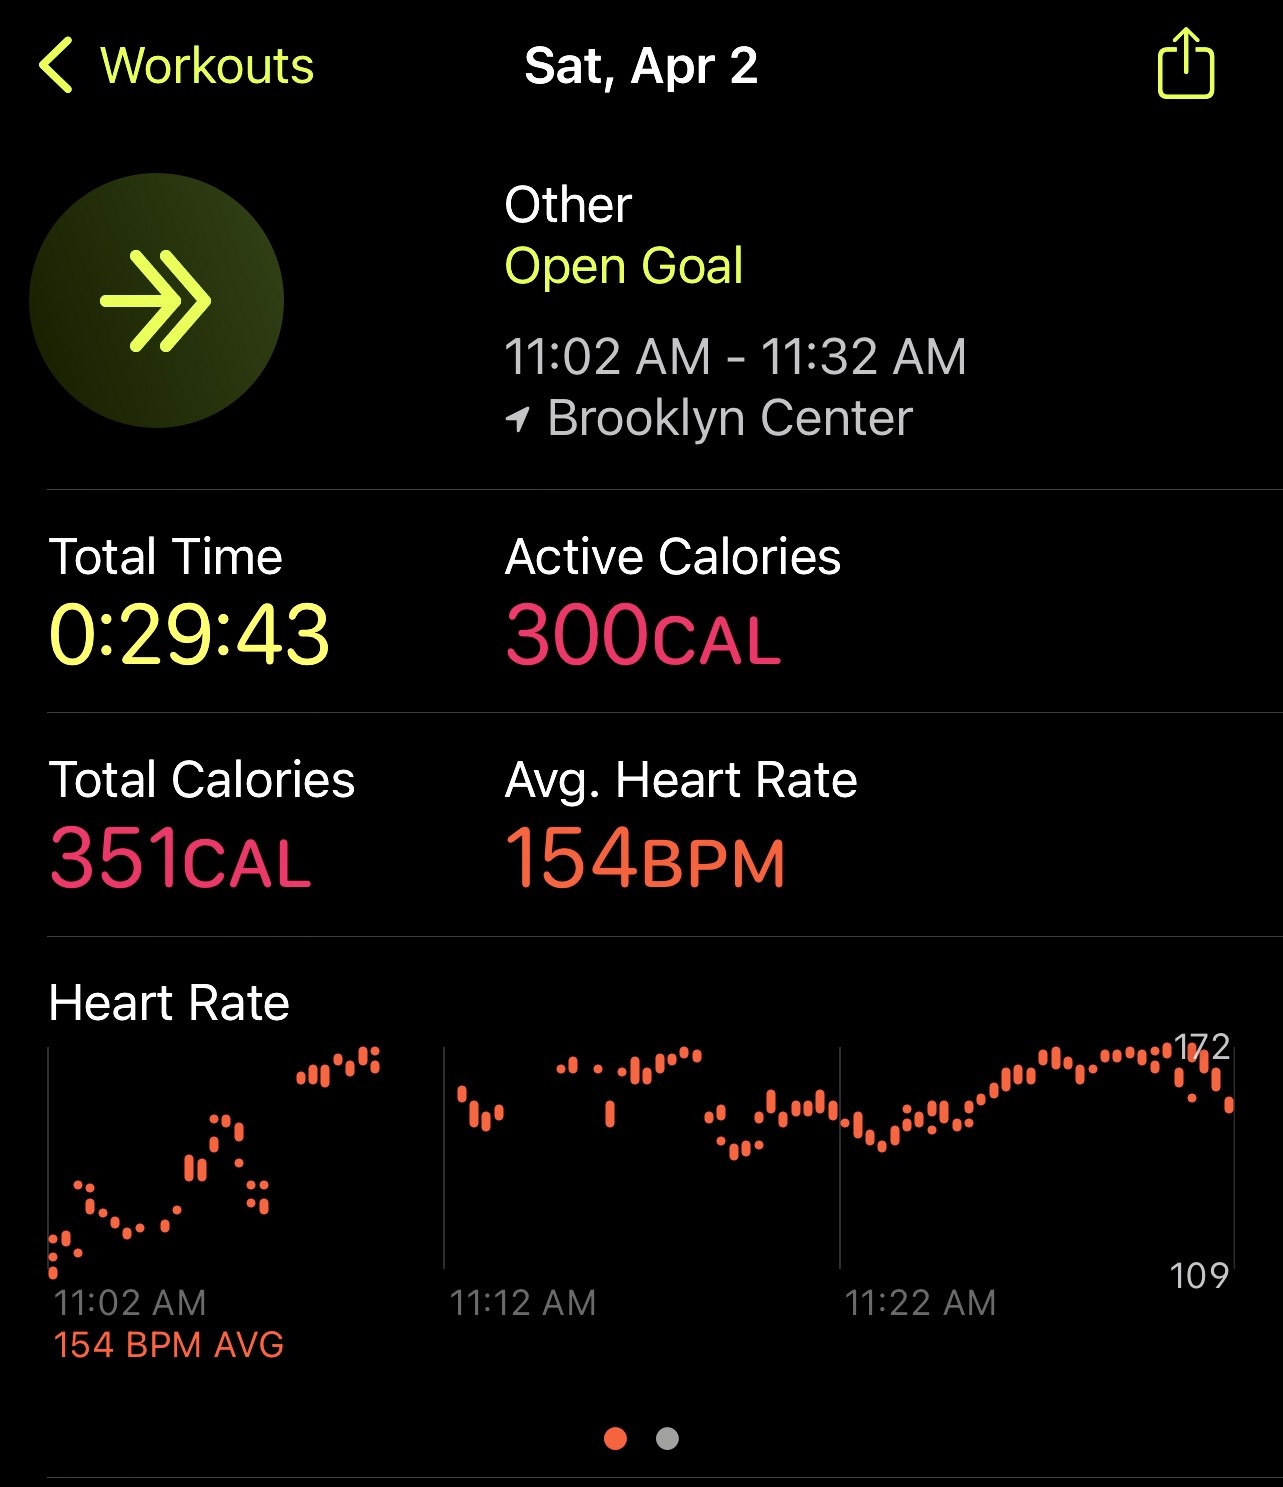 Workouts
Sat, Apr 2
Other
Open Goal
11:02 AM - 11:32 AM
Brooklyn Center
Total Time
0:29:43
Active Calories
300CAL
Total Calories
351CAL
Avg. Heart Rate
154BPM
Heart Rate
172
109
11:02 AM
11:12 AM
11:22 AM
154 BPM AVG